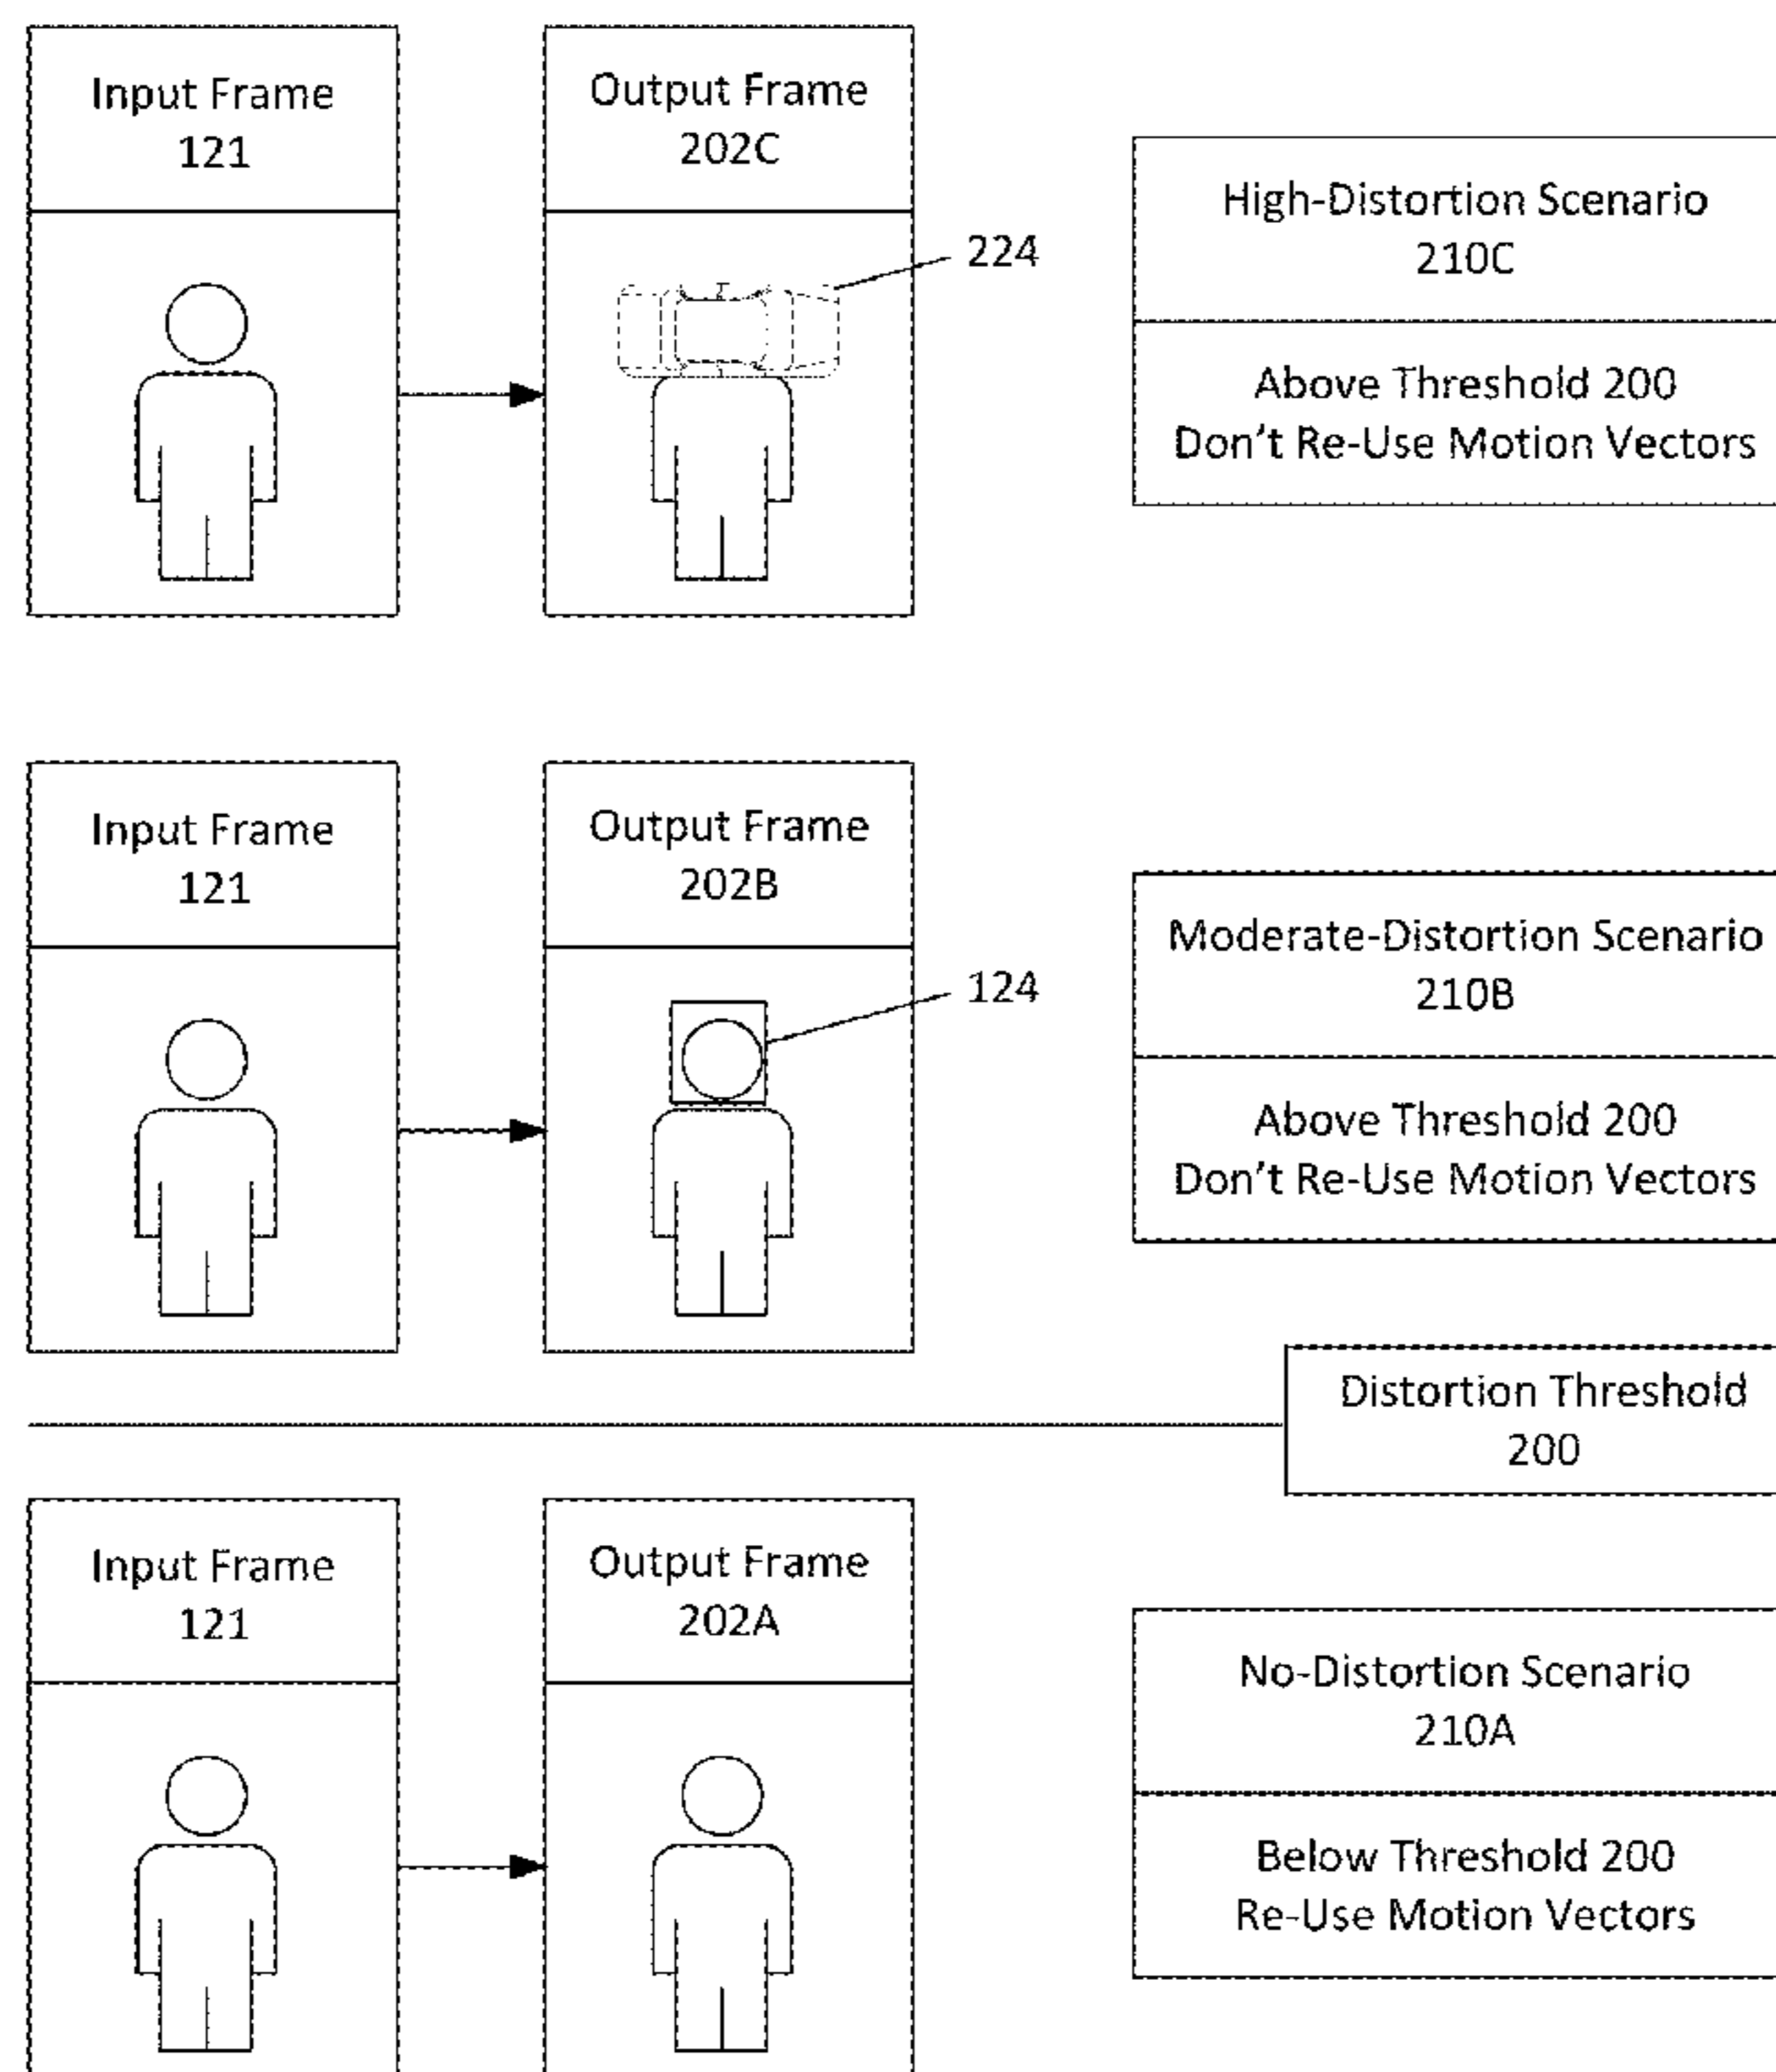 Input Frame
121
Output Frame
202C
224
High-Distortion Scenario
210C
Above Threshold 200
Don't Re-Use Motion Vectors
Input Frame
121
Output Frame
202B
124
Moderate-Distortion Scenario
210B
Above Threshold 200
Don't Re-Use Motion Vectors
Distortion Threshold
200
Input Frame
121
Output Frame
202A
No-Distortion Scenario
210A
Below Threshold 200
Re-Use Motion Vectors